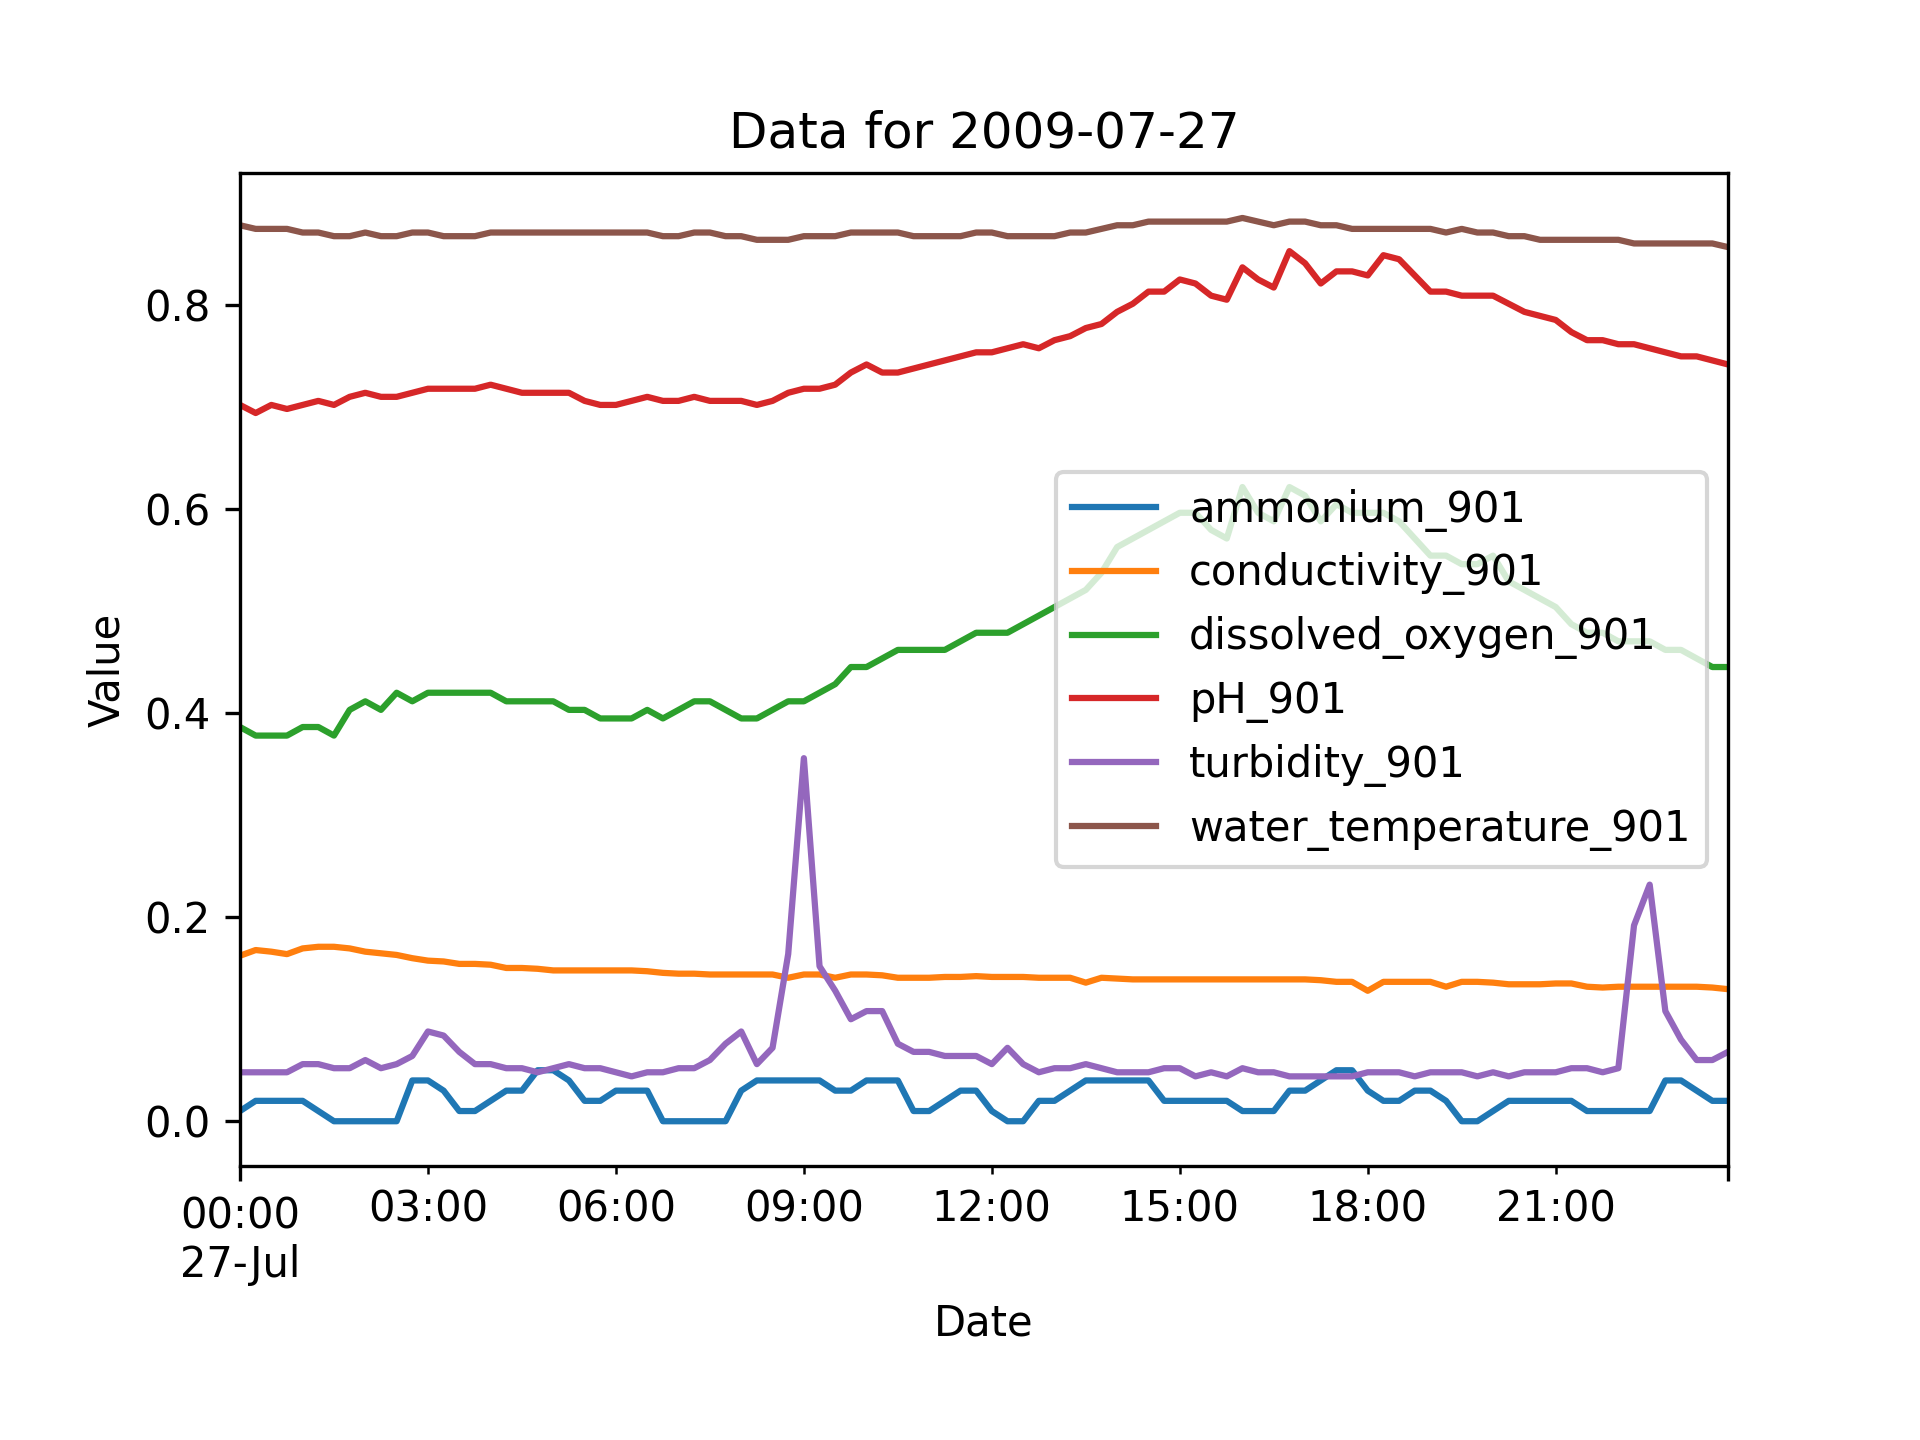 Data for 2009-07-27
Value
0.8
0.6
0.4
0.2
0.0
ammonium_901
conductivity_901
dissolved_oxygen_901
pH_901
turbidity_901
water_temperature_901
00:00 03:00 06:00 09:00 12:00 15:00 18:00 21:00
27-Jul
Date